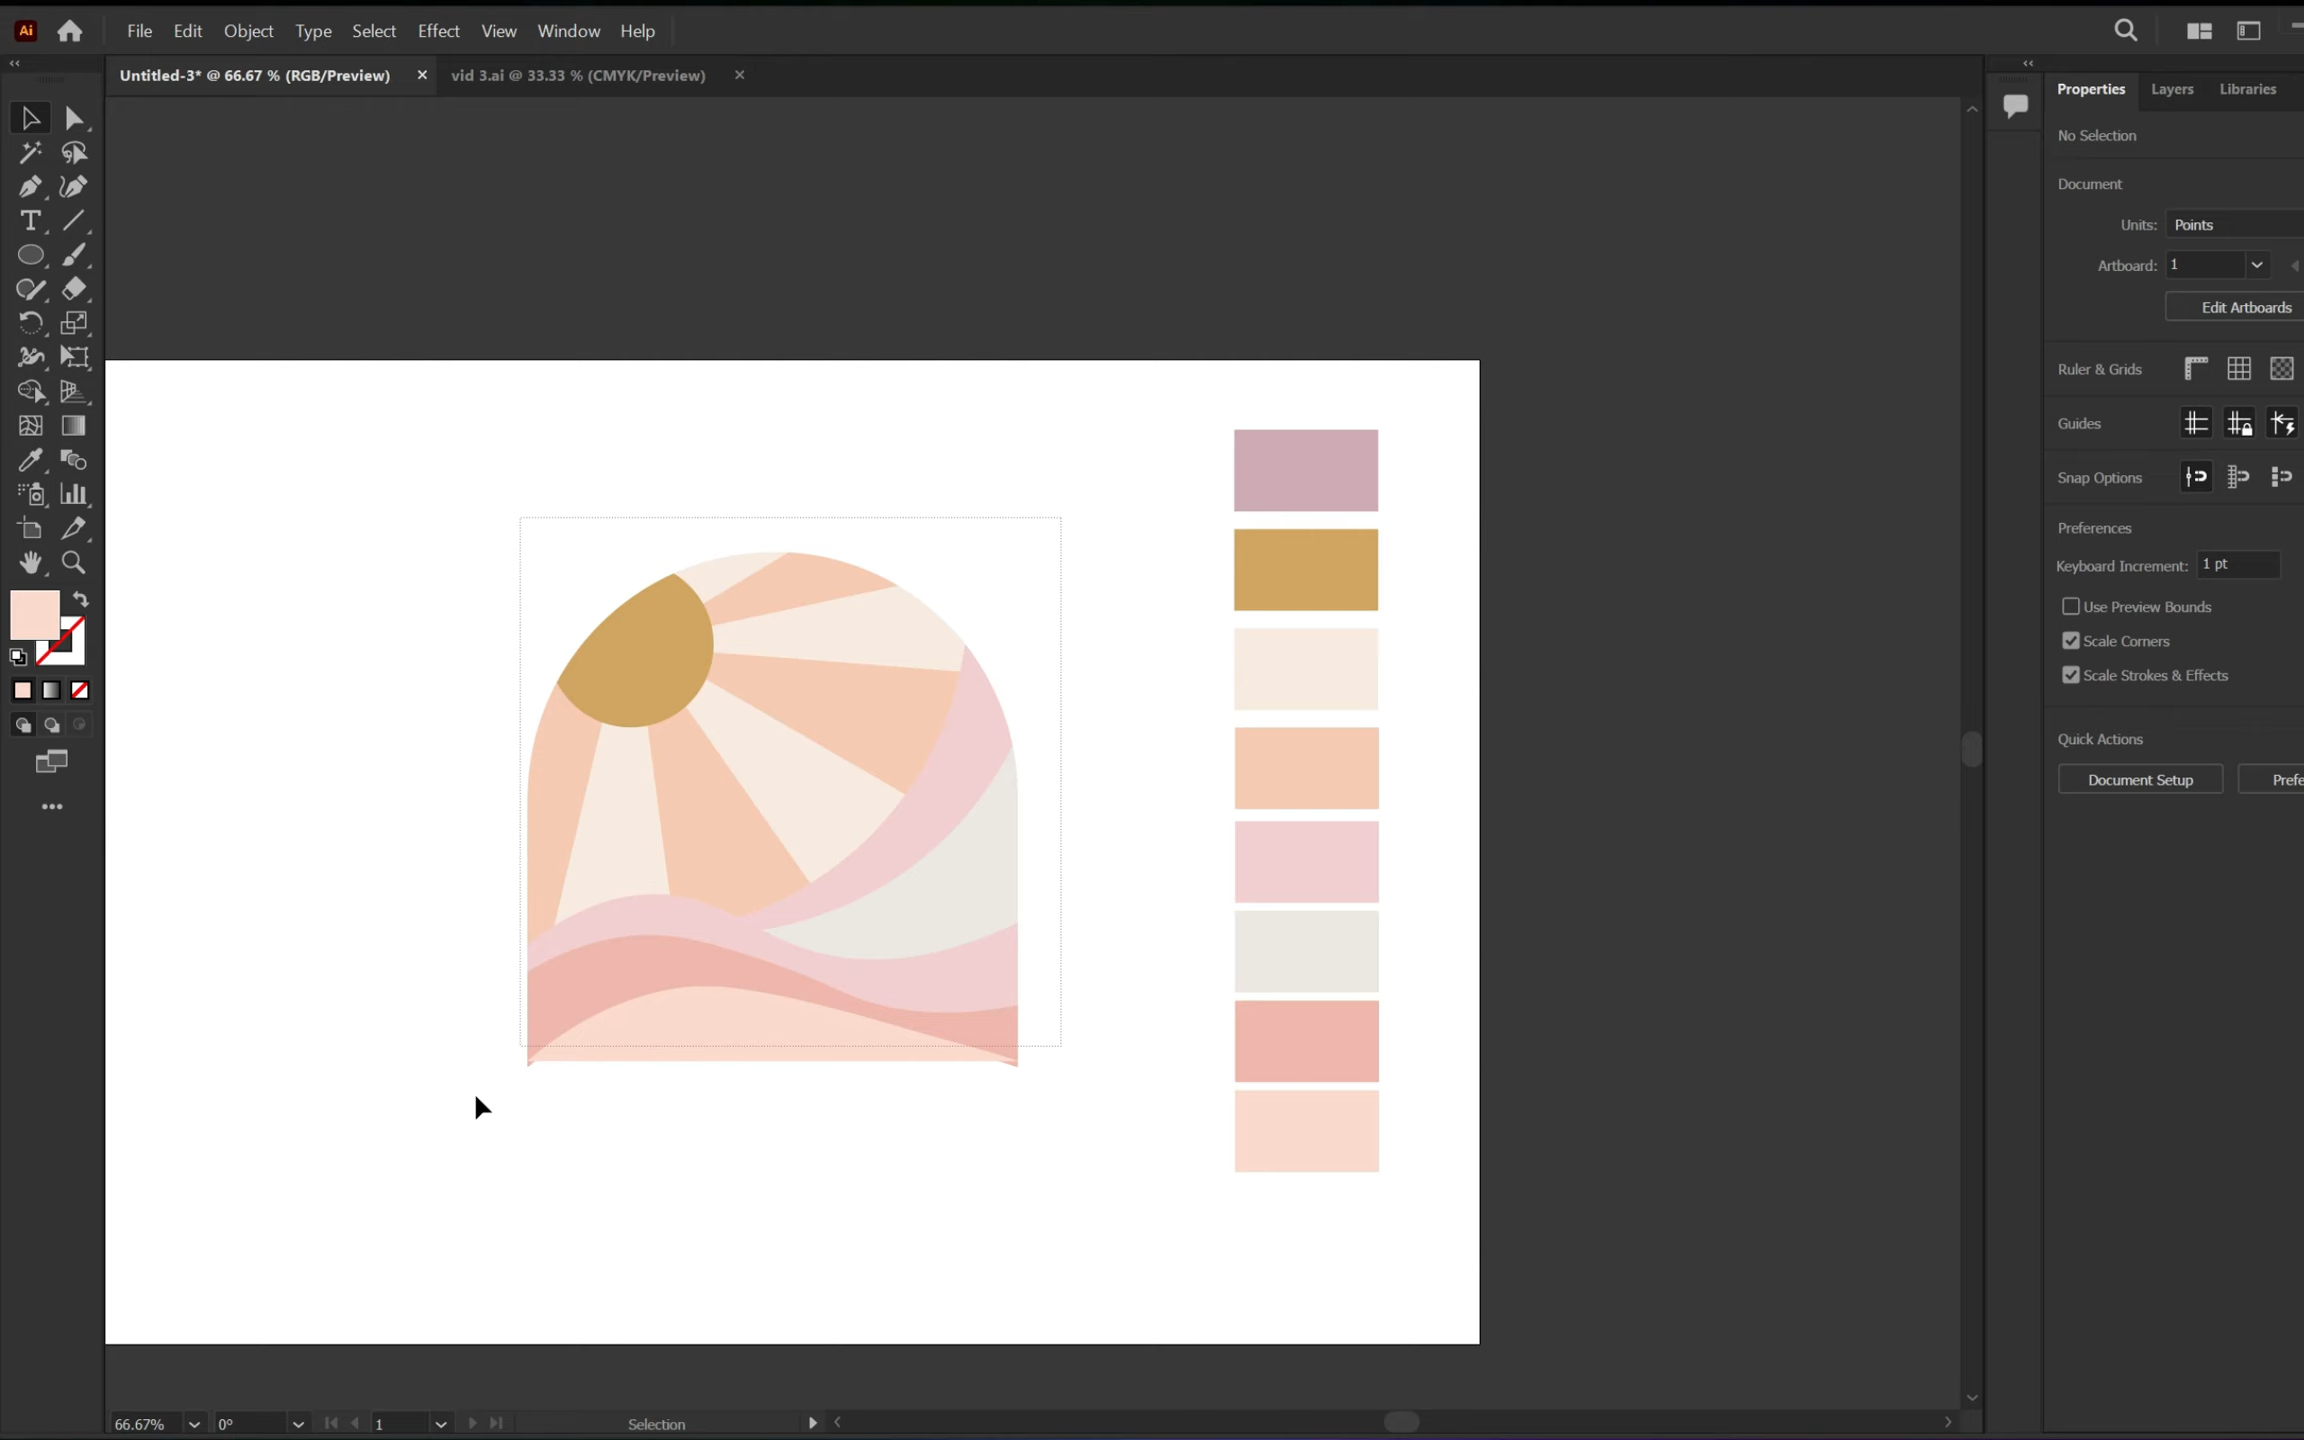 Ai File Edit Object Type Select Effect View Window Help
Untitled-3* @ 66.67 % (RGB/Preview) × vid 3.ai @ 33.33 % (CMYK/Preview) ×
Properties Layers Libraries
No Selection
Document
Units: Points
Artboard: 1
Edit Artboards
Ruler & Grids
Guides
Snap Options
Preferences
Keyboard Increment: 1 pt
Use Preview Bounds
Scale Corners
Scale Strokes & Effects
Quick Actions
Document Setup Prefe
66.67% 0° 1 Selection